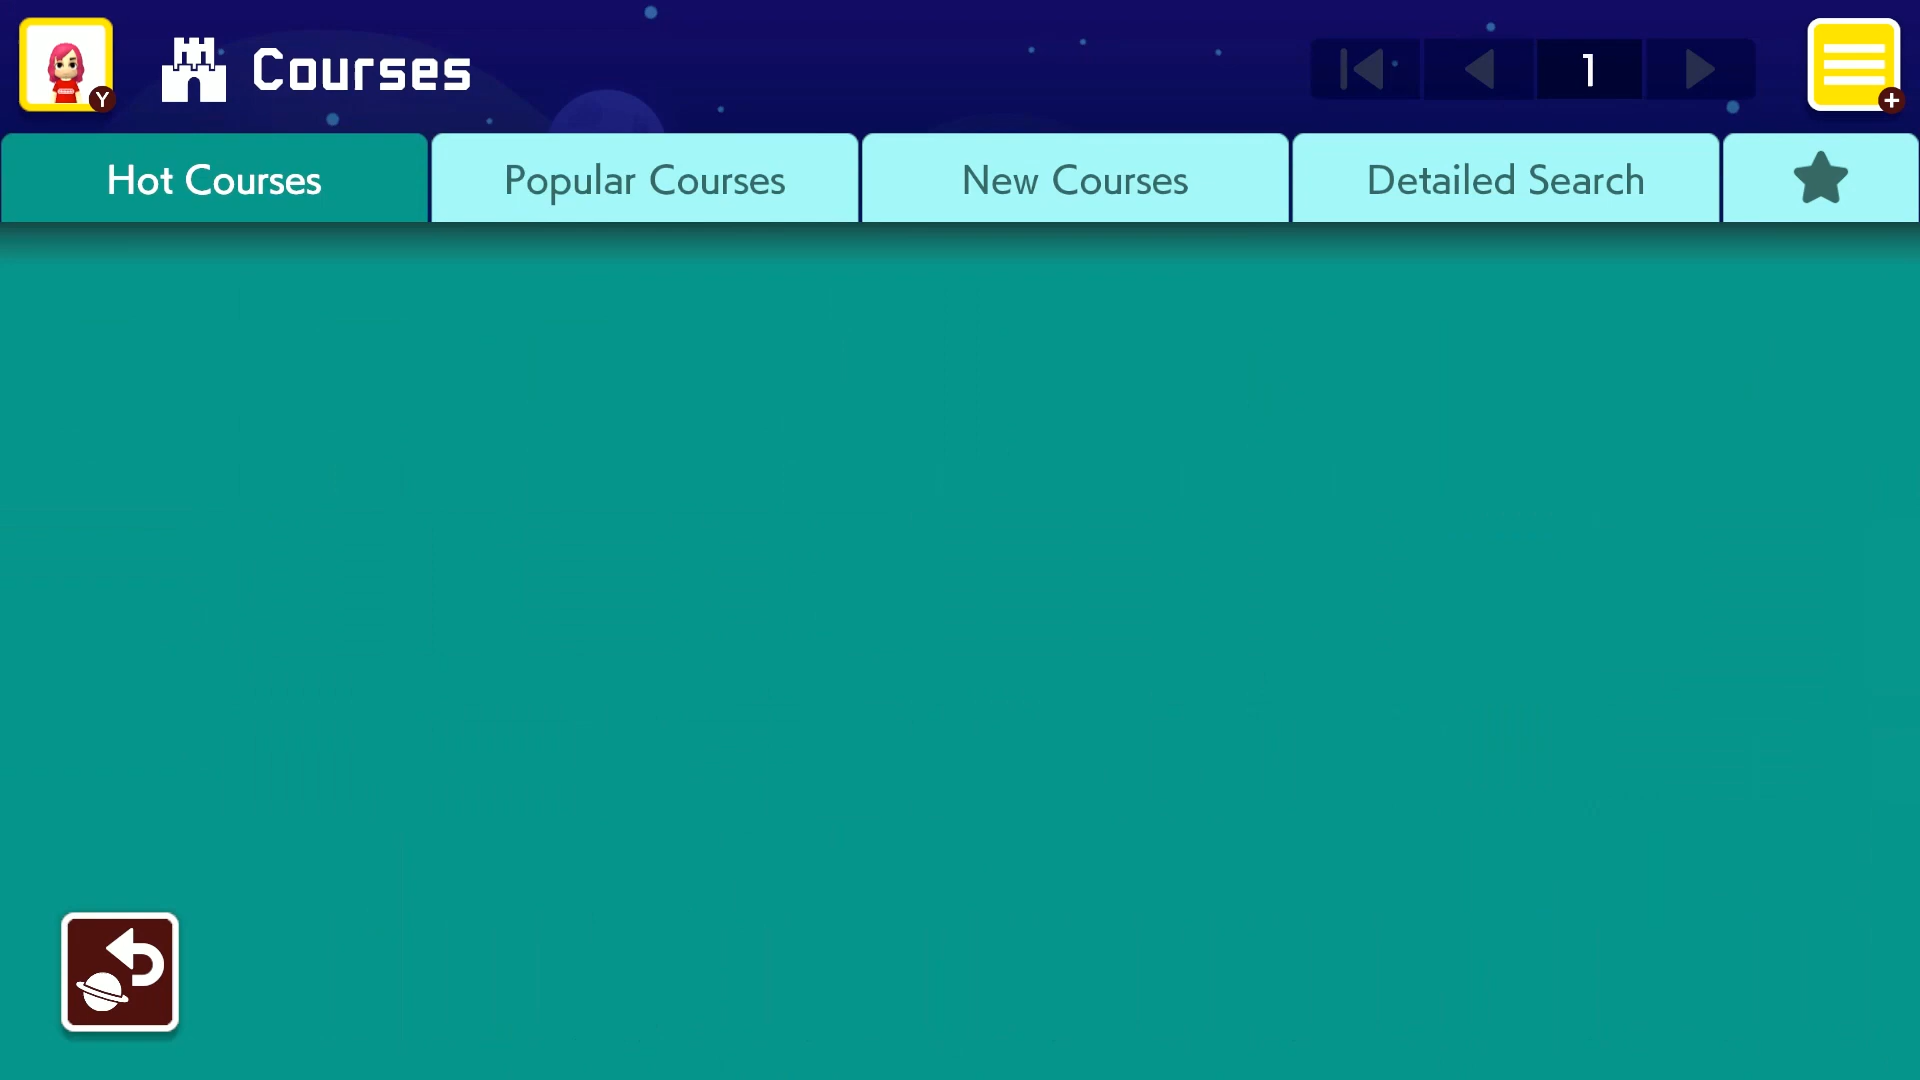 Y
Courses
1
+
Hot Courses
Popular Courses
New Courses
Detailed Search